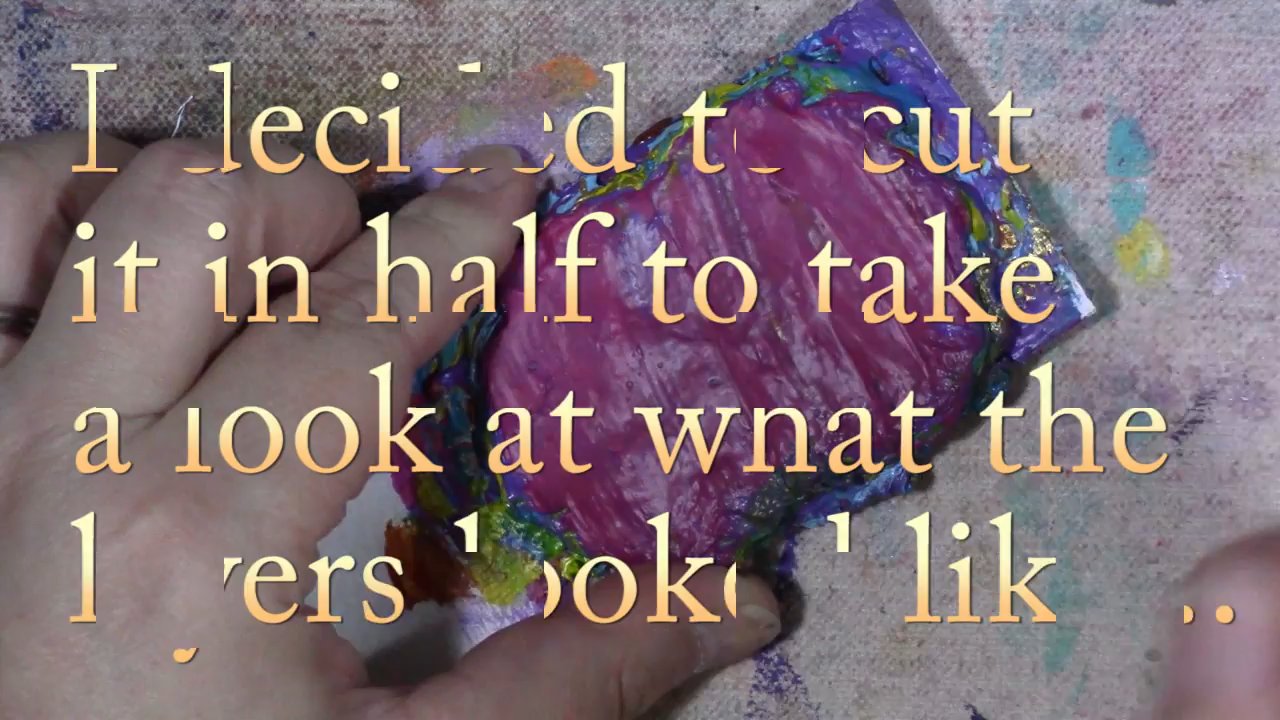 I decided to cut
it in half to take
a look at what the
layers looked like...